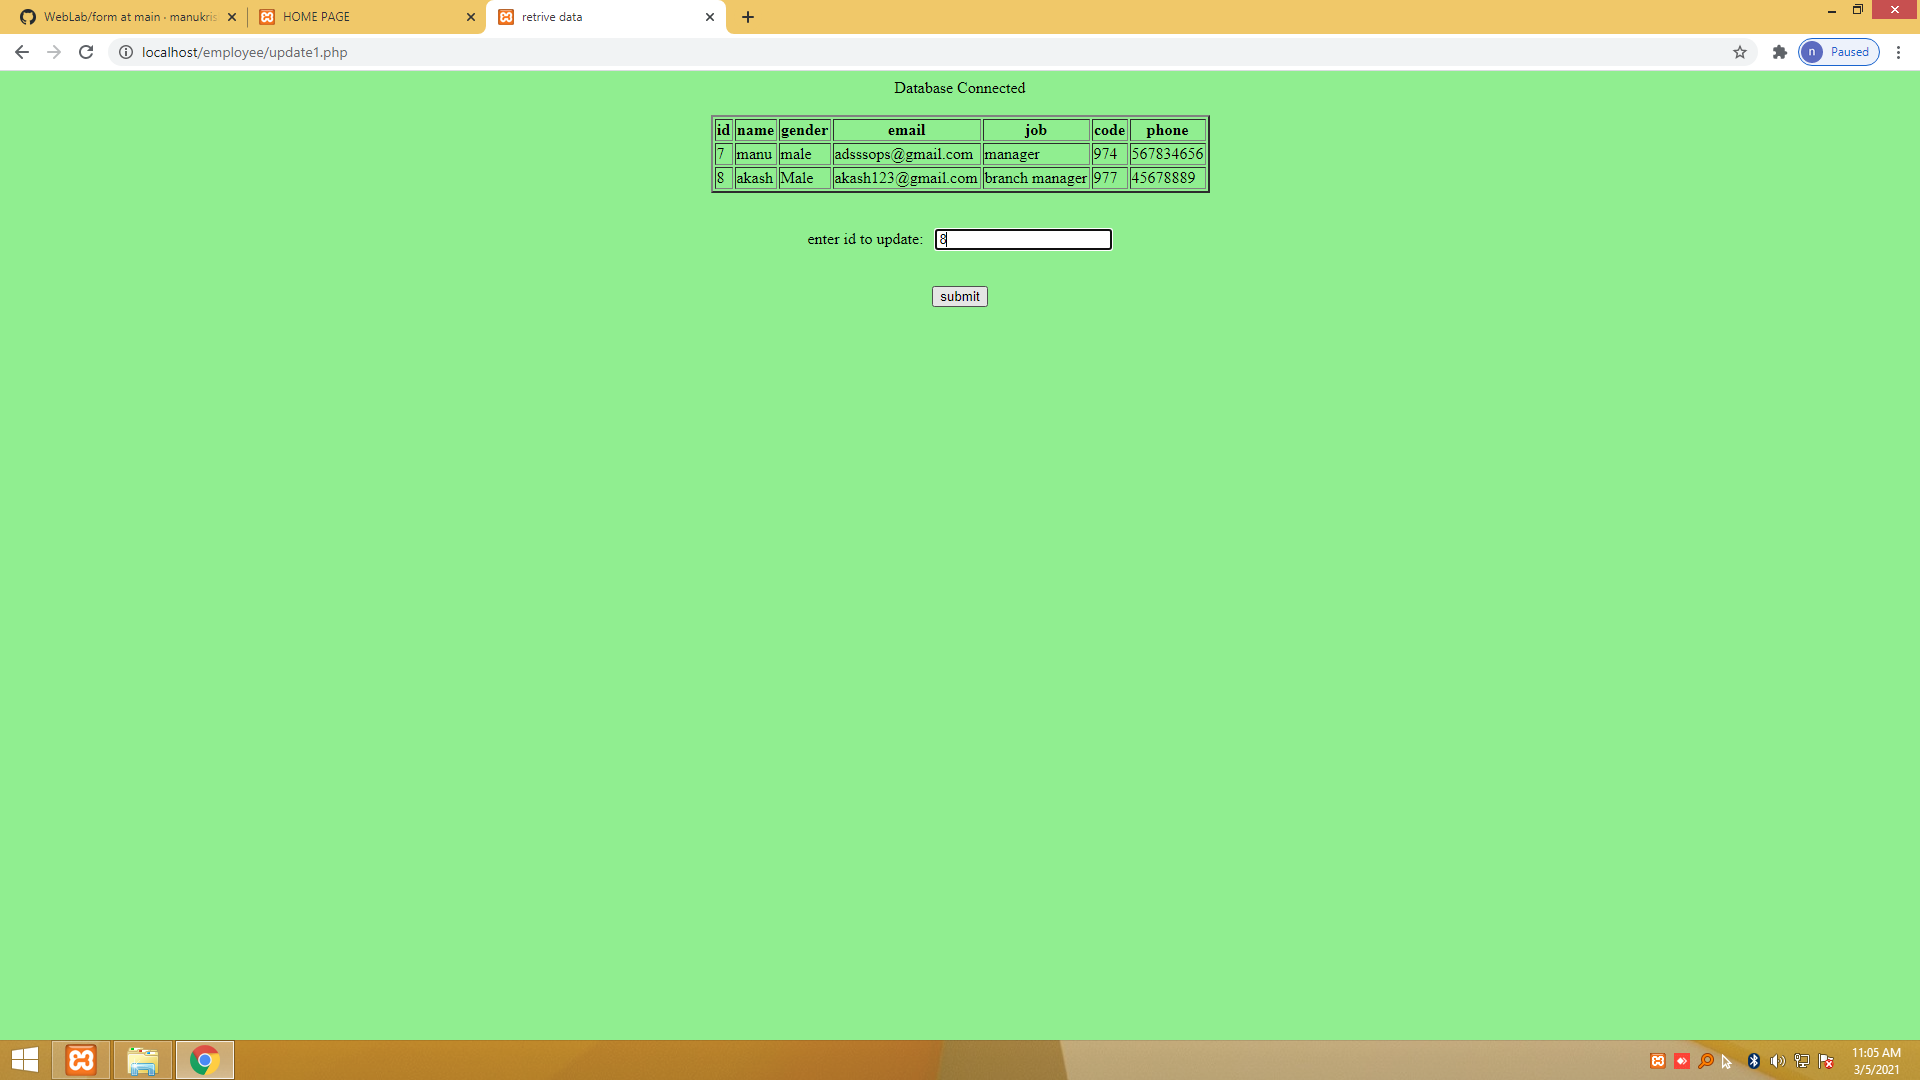 WebLab/form at main · manukris
HOME PAGE
retrive data
localhost/employee/update1.php
n Paused
Database Connected
id name gender email job code phone
7 manu male adsssops@gmail.com manager 974 567834656
8 akash Male akash123@gmail.com branch manager 977 45678889
enter id to update: 8
submit
11:05 AM
3/5/2021